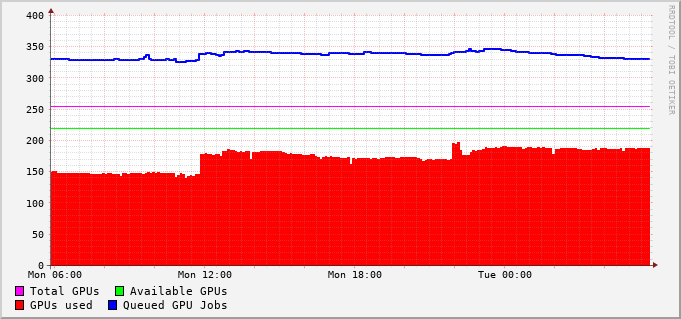 400
350
300
250
200
150
100
50
0
Mon 06:00 Mon 12:00 Mon 18:00 Tue 00:00
Total GPUs Available GPUs
GPUs used Queued GPU Jobs
RRDTOOL / TOBI OETIKER